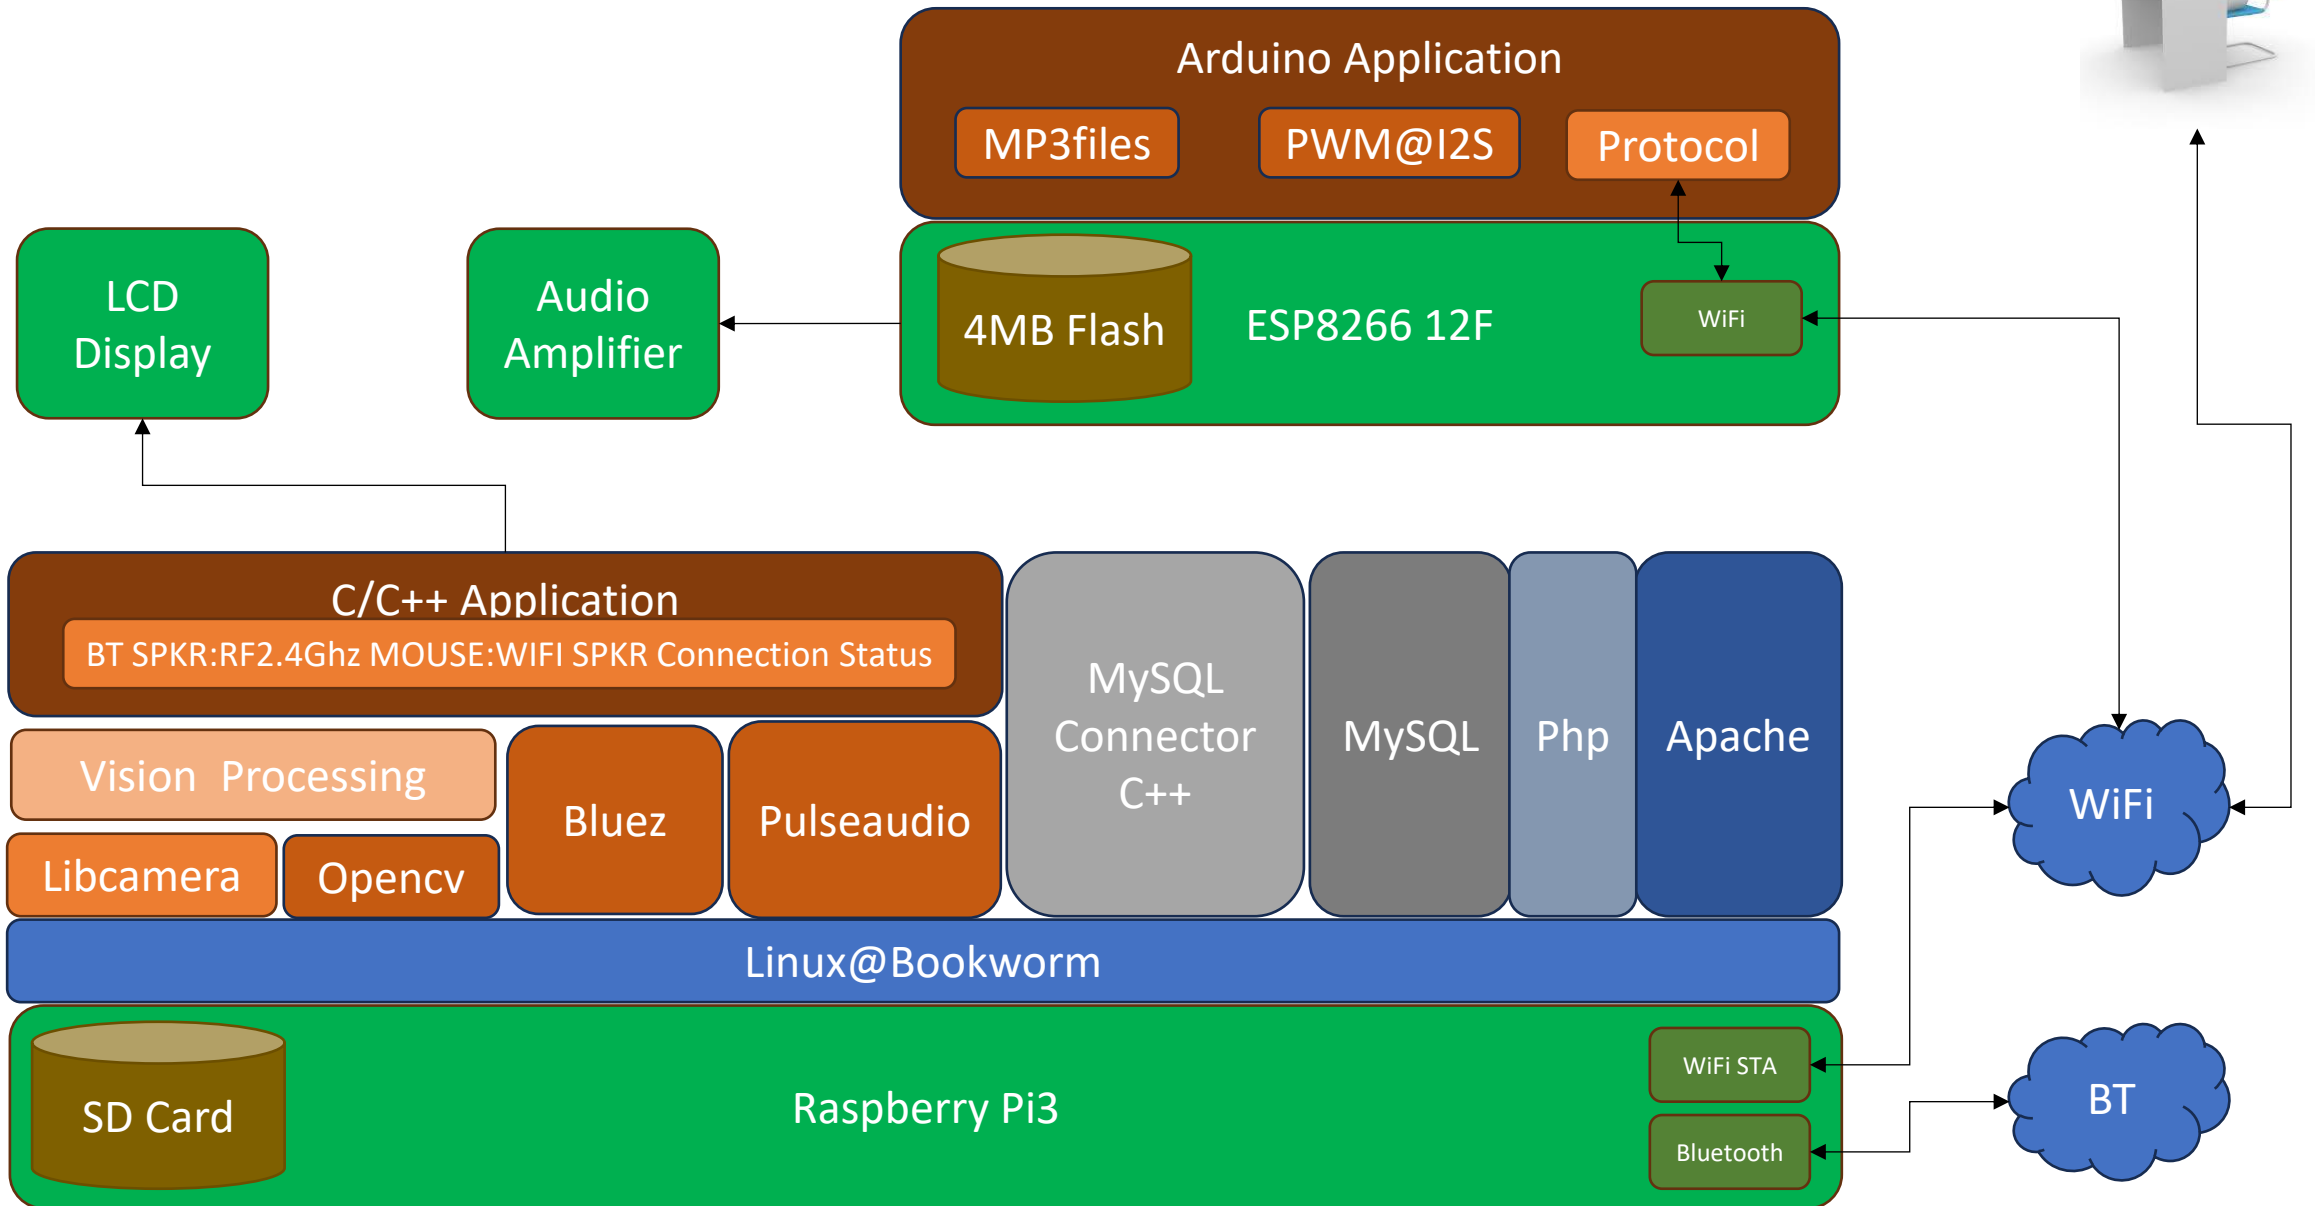 Arduino Application
MP3files
PWM@I2S
Protocol
LCD
Display
Audio
Amplifier
4MB Flash
ESP8266 12F
WiFi
C/C++ Application
BT SPKR:RF2.4Ghz MOUSE:WIFI SPKR Connection Status
MySQL
Connector
C++
MySQL
Php
Apache
Vision  Processing
Bluez
Pulseaudio
Libcamera
Opencv
WiFi
Linux@Bookworm
SD Card
Raspberry Pi3
WiFi STA
Bluetooth
BT